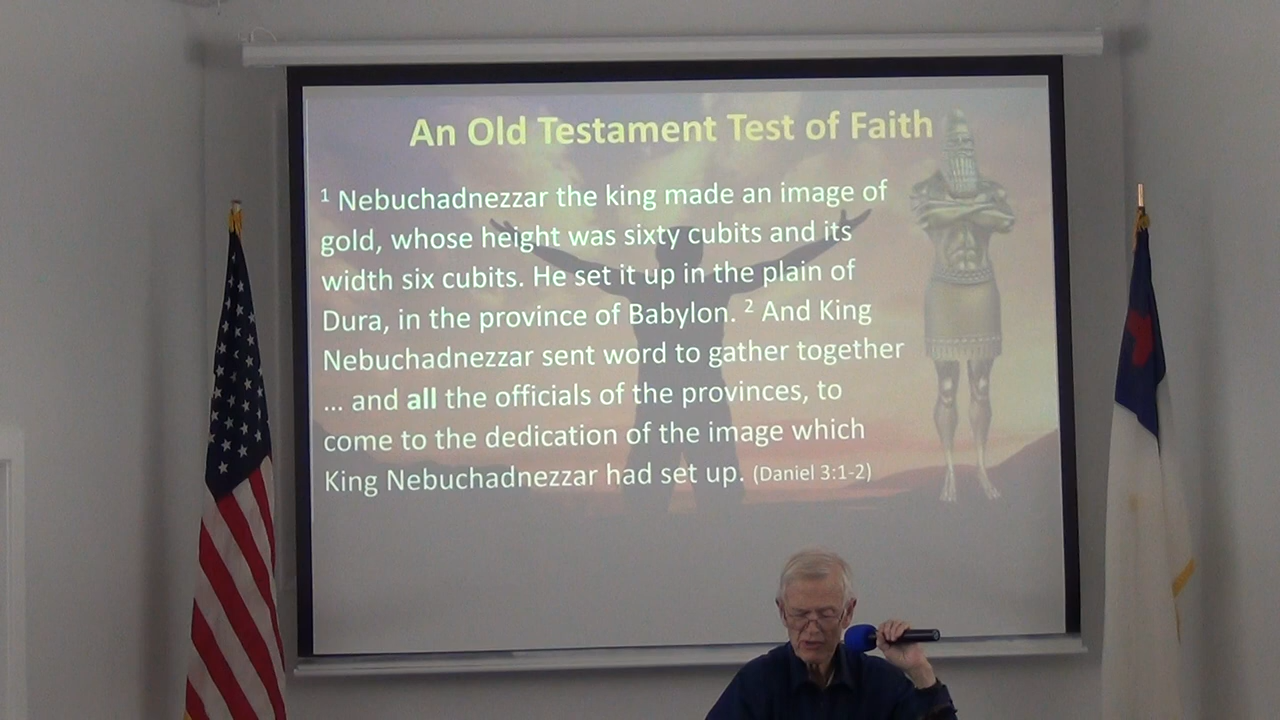 An Old Testament Test of Faith
¹ Nebuchadnezzar the king made an image of
gold, whose height was sixty cubits and its
width six cubits. He set it up in the plain of
Dura, in the province of Babylon. ² And King
Nebuchadnezzar sent word to gather together
... and all the officials of the provinces, to
come to the dedication of the image which
King Nebuchadnezzar had set up. (Daniel 3:1-2)